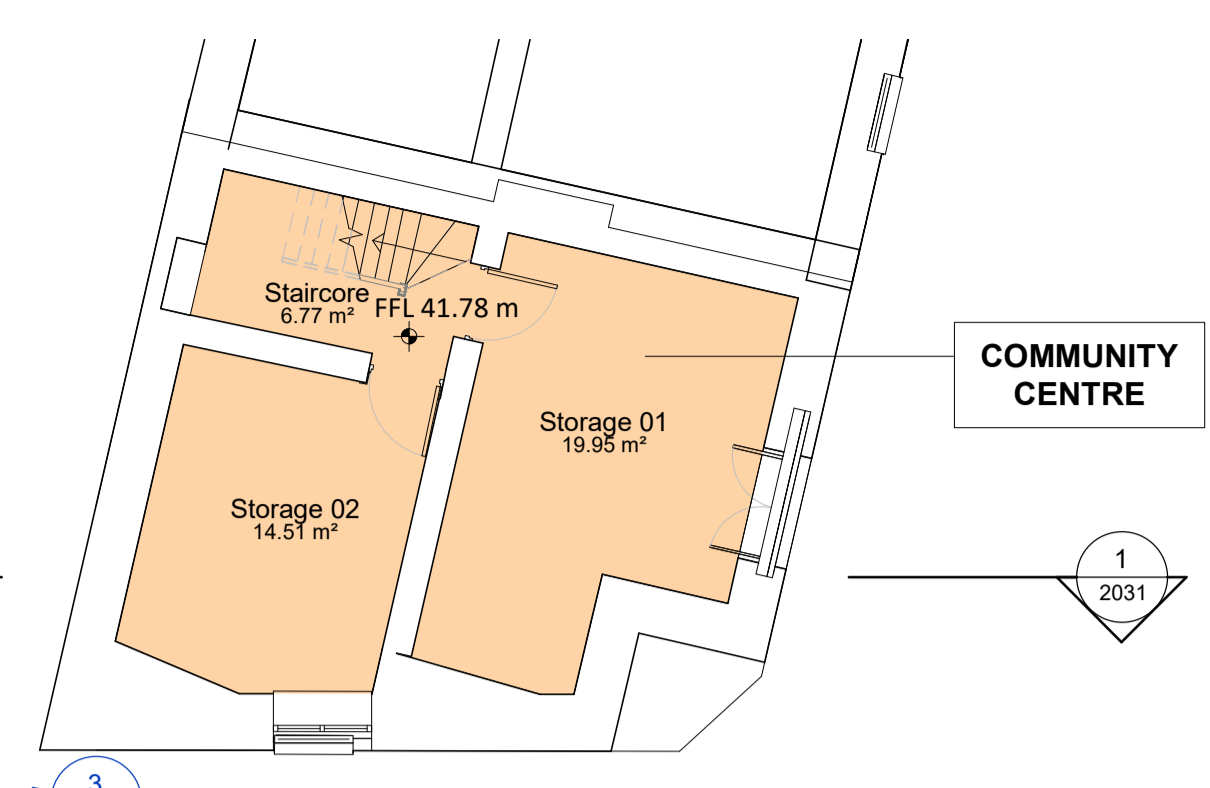 Staircore
6.77 m²
FFL 41.78 m
COMMUNITY
CENTRE
Storage 01
19.95 m²
Storage 02
14.51 m²
1
2031
3